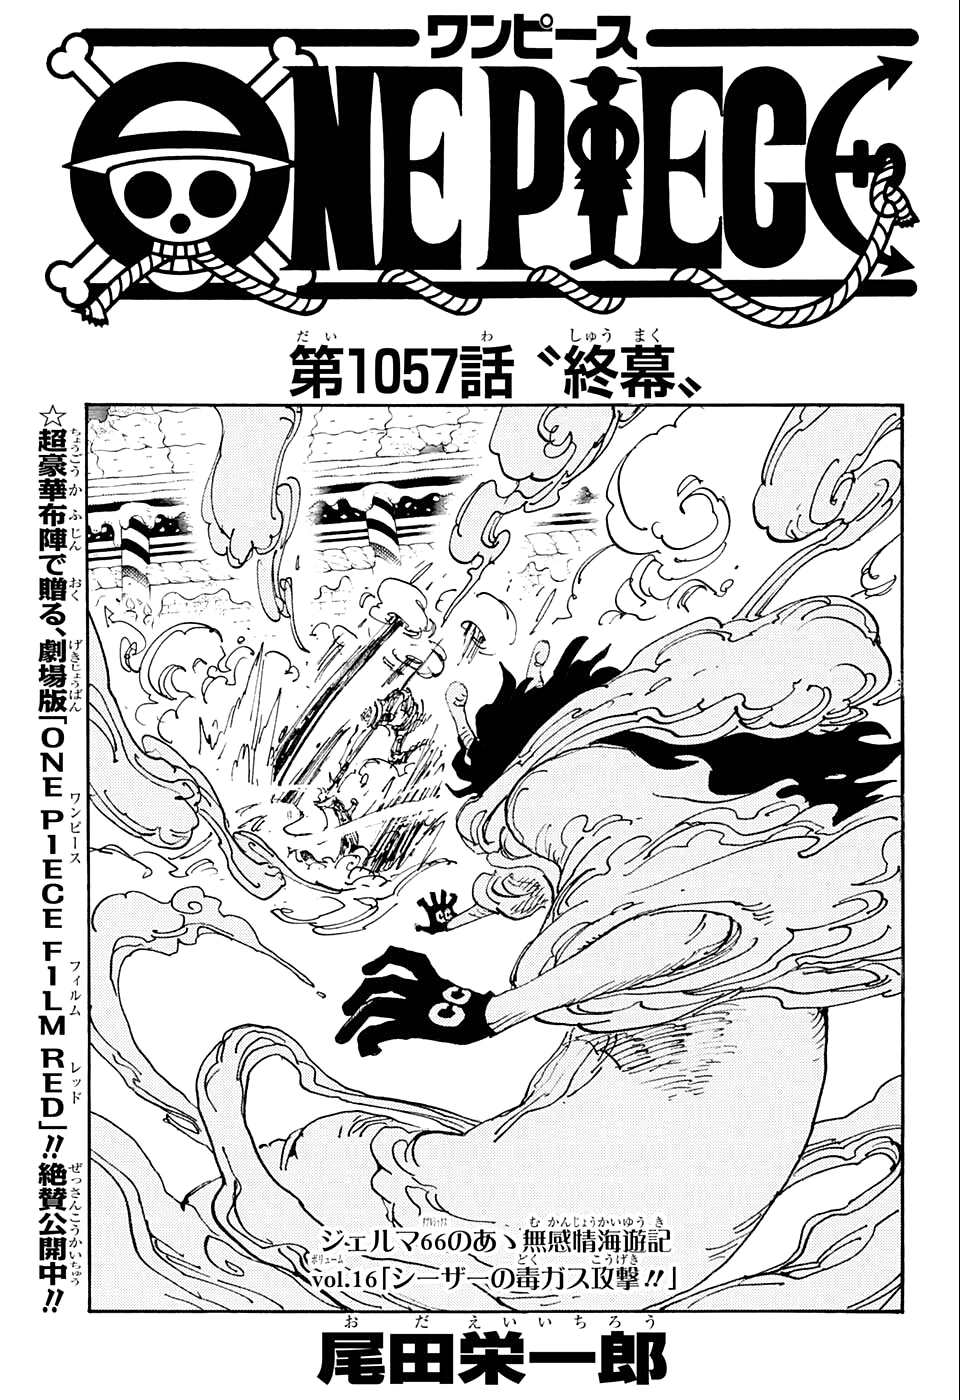 ワンピース
ONE PIECE
第1057話 〝終幕〟
☆超豪華布陣で贈る、劇場版「ONE PIECE FILM RED」!!絶賛公開中!!
CC
CC
ジェルマ66のあゝ無感情海遊記
vol.16「シーザーの毒ガス攻撃!!」
尾田栄一郎